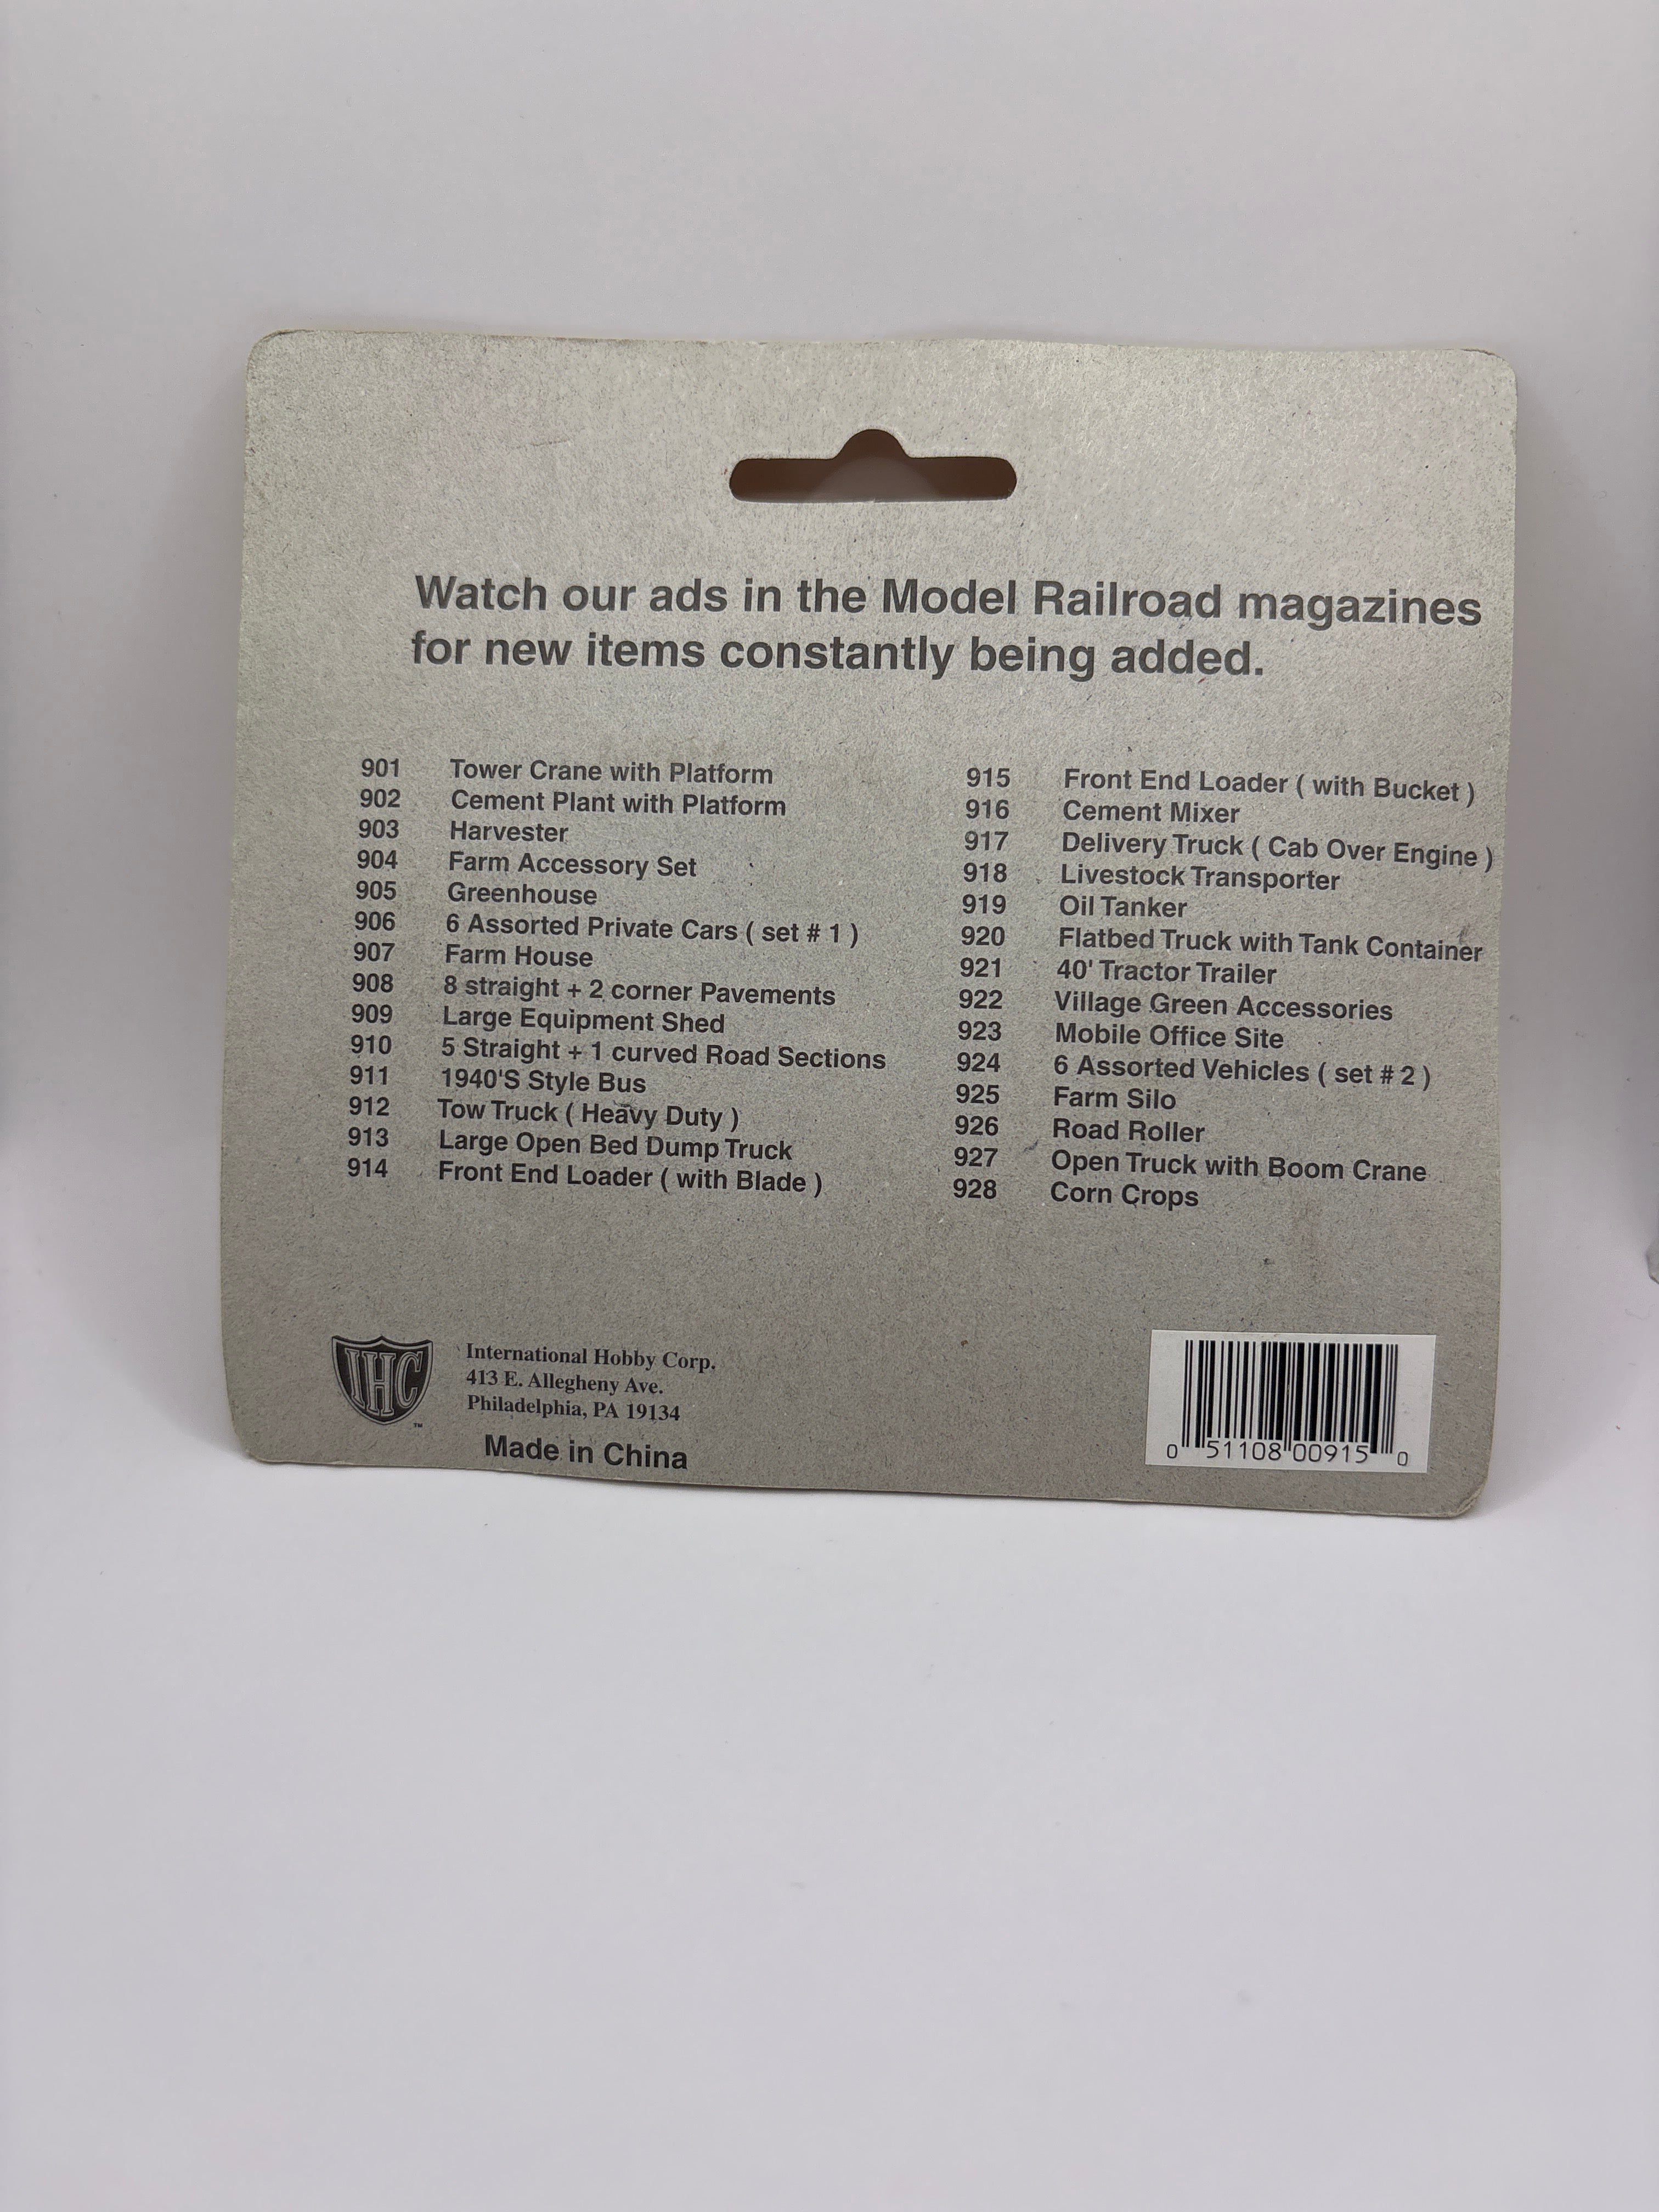 Watch our ads in the Model Railroad magazines
for new items constantly being added.
901 Tower Crane with Platform
902 Cement Plant with Platform
903 Harvester
904 Farm Accessory Set
905 Greenhouse
906 6 Assorted Private Cars ( set # 1 )
907 Farm House
908 8 straight + 2 corner Pavements
909 Large Equipment Shed
910 5 Straight + 1 curved Road Sections
911 1940'S Style Bus
912 Tow Truck ( Heavy Duty )
913 Large Open Bed Dump Truck
914 Front End Loader ( with Blade )
915 Front End Loader ( with Bucket )
916 Cement Mixer
917 Delivery Truck ( Cab Over Engine )
918 Livestock Transporter
919 Oil Tanker
920 Flatbed Truck with Tank Container
921 40' Tractor Trailer
922 Village Green Accessories
923 Mobile Office Site
924 6 Assorted Vehicles ( set # 2 )
925 Farm Silo
926 Road Roller
927 Open Truck with Boom Crane
928 Corn Crops
IHC
TM
International Hobby Corp.
413 E. Allegheny Ave.
Philadelphia, PA 19134
Made in China
0 51108 00915 0